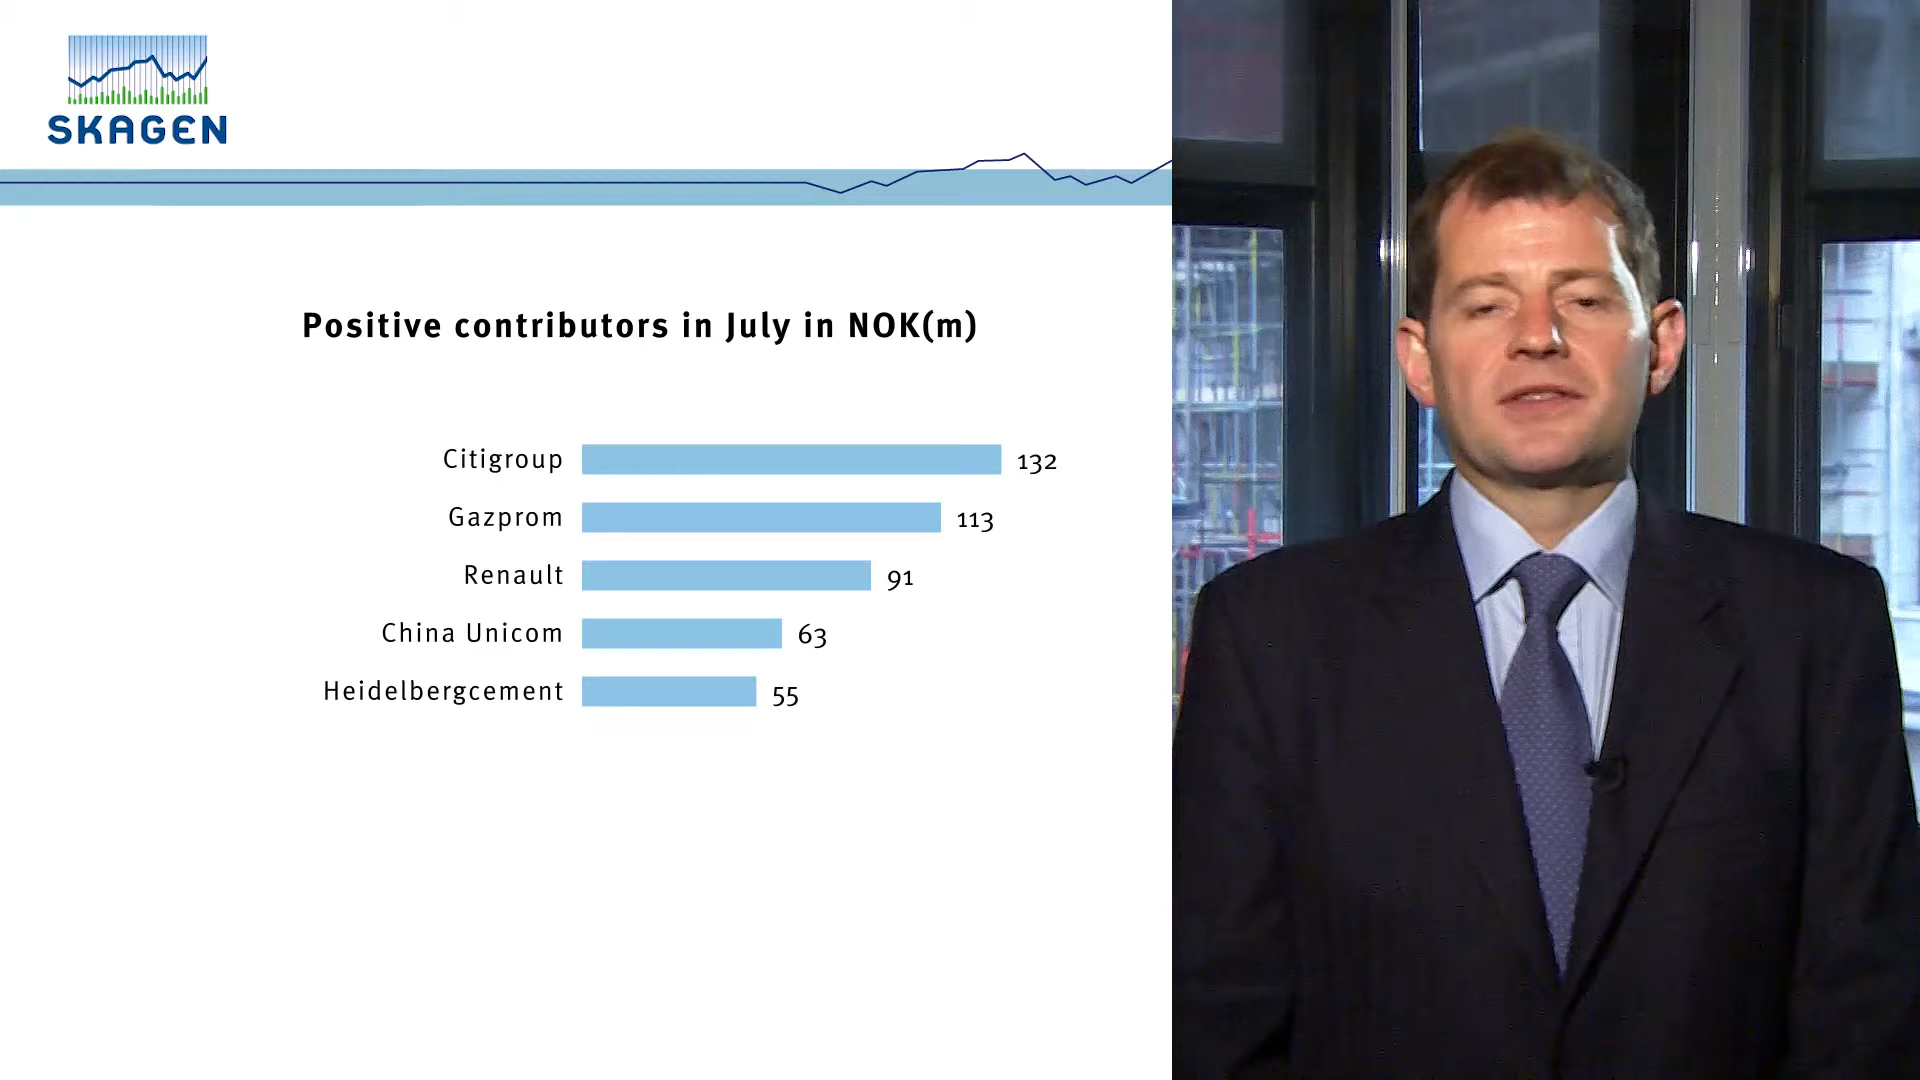 SKAGEN
Positive contributors in July in NOK(m)
Citigroup 132
Gazprom 113
Renault 91
China Unicom 63
Heidelbergcement 55